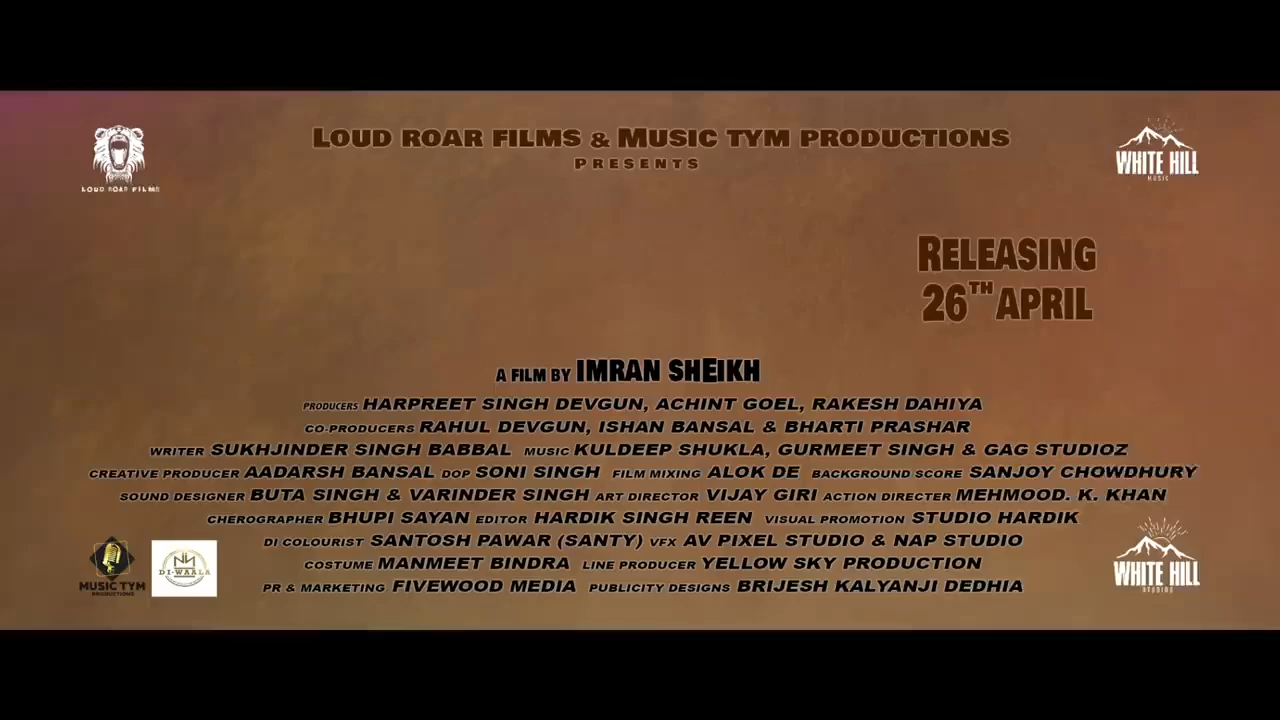 LOUD ROAR FILMS & MUSIC TYM PRODUCTIONS
PRESENTS
LOUD ROAR FILMS
WHITE HILL
MUSIC
RELEASING
26TH APRIL
A FILM BY IMRAN SHEIKH
PRODUCERS HARPREET SINGH DEVGUN, ACHINT GOEL, RAKESH DAHIYA
CO-PRODUCERS RAHUL DEVGUN, ISHAN BANSAL & BHARTI PRASHAR
WRITER SUKHJINDER SINGH BABBAL MUSIC KULDEEP SHUKLA, GURMEET SINGH & GAG STUDIOZ
CREATIVE PRODUCER AADARSH BANSAL DOP SONI SINGH FILM MIXING ALOK DE BACKGROUND SCORE SANJOY CHOWDHURY
SOUND DESIGNER BUTA SINGH & VARINDER SINGH ART DIRECTOR VIJAY GIRI ACTION DIRECTER MEHMOOD. K. KHAN
CHEROGRAPHER BHUPI SAYAN EDITOR HARDIK SINGH REEN VISUAL PROMOTION STUDIO HARDIK
DI COLOURIST SANTOSH PAWAR (SANTY) VFX AV PIXEL STUDIO & NAP STUDIO
COSTUME MANMEET BINDRA LINE PRODUCER YELLOW SKY PRODUCTION
PR & MARKETING FIVEWOOD MEDIA PUBLICITY DESIGNS BRIJESH KALYANJI DEDHIA
MUSIC TYM
PRODUCTIONS
DI-WAALA
WHITE HILL
STUDIOS